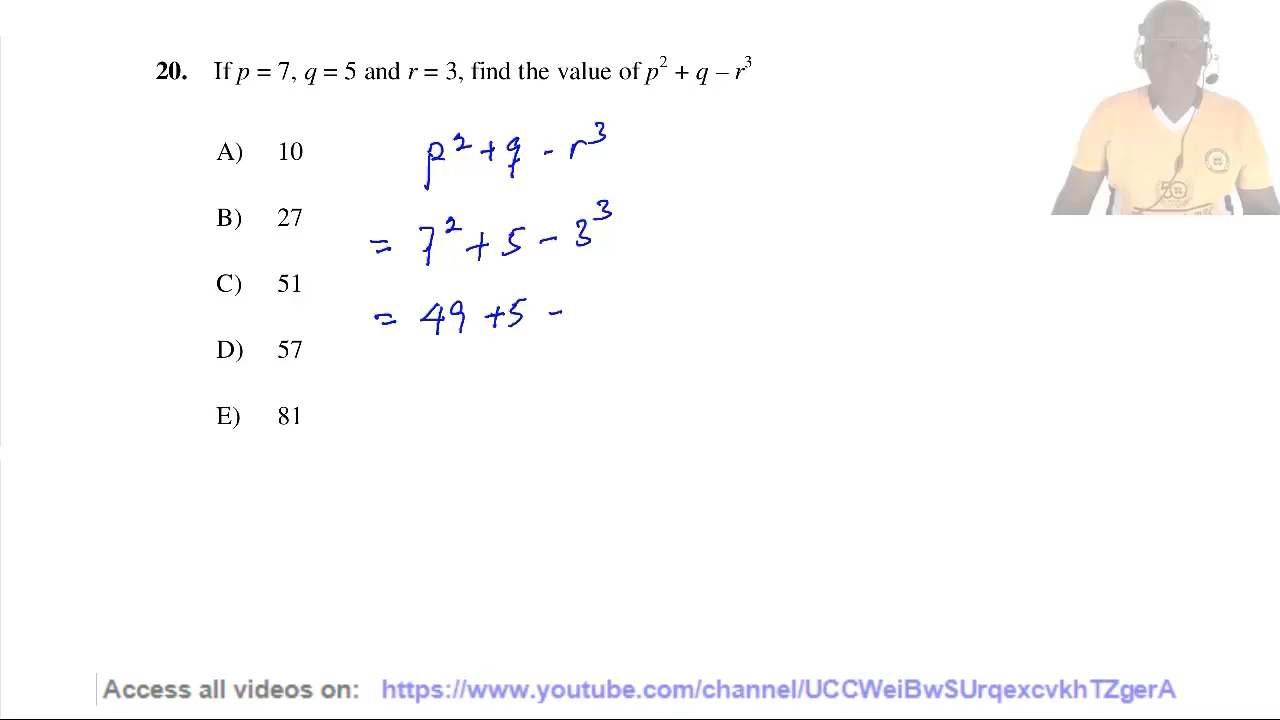 20. If p = 7, q = 5 and r = 3, find the value of p² + q – r³
A) 10
B) 27
C) 51
D) 57
E) 81
p² + q - r³
= 7² + 5 - 3³
= 49 + 5 -
50
Access all videos on: https://www.youtube.com/channel/UCCWeiBwSUrqexcvkhTZgerA